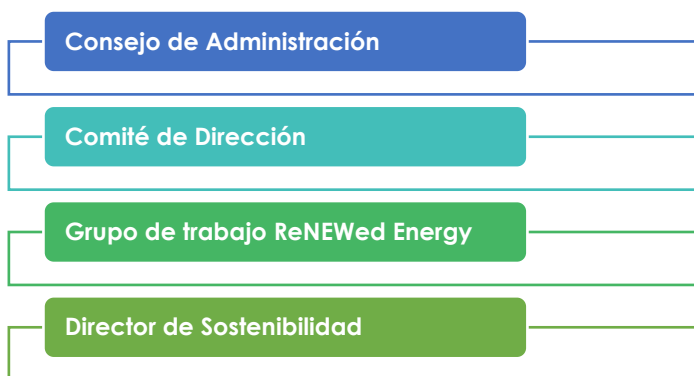 Consejo de Administración
Comité de Dirección
Grupo de trabajo ReNEWed Energy
Director de Sostenibilidad